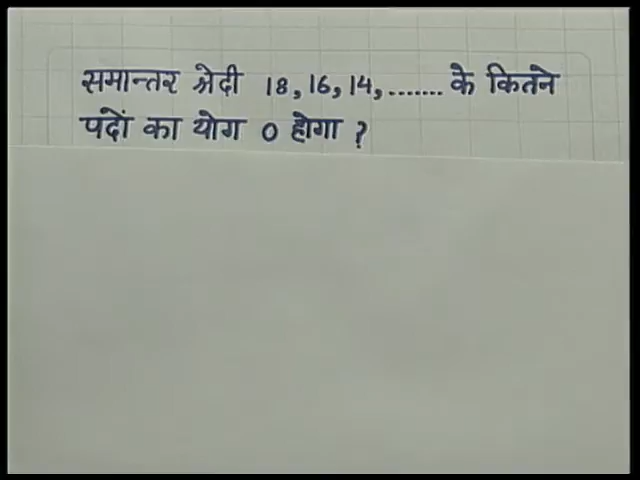 समान्तर श्रेढी 18, 16, 14, ....... के कितने
पदों का योग 0 होगा ?